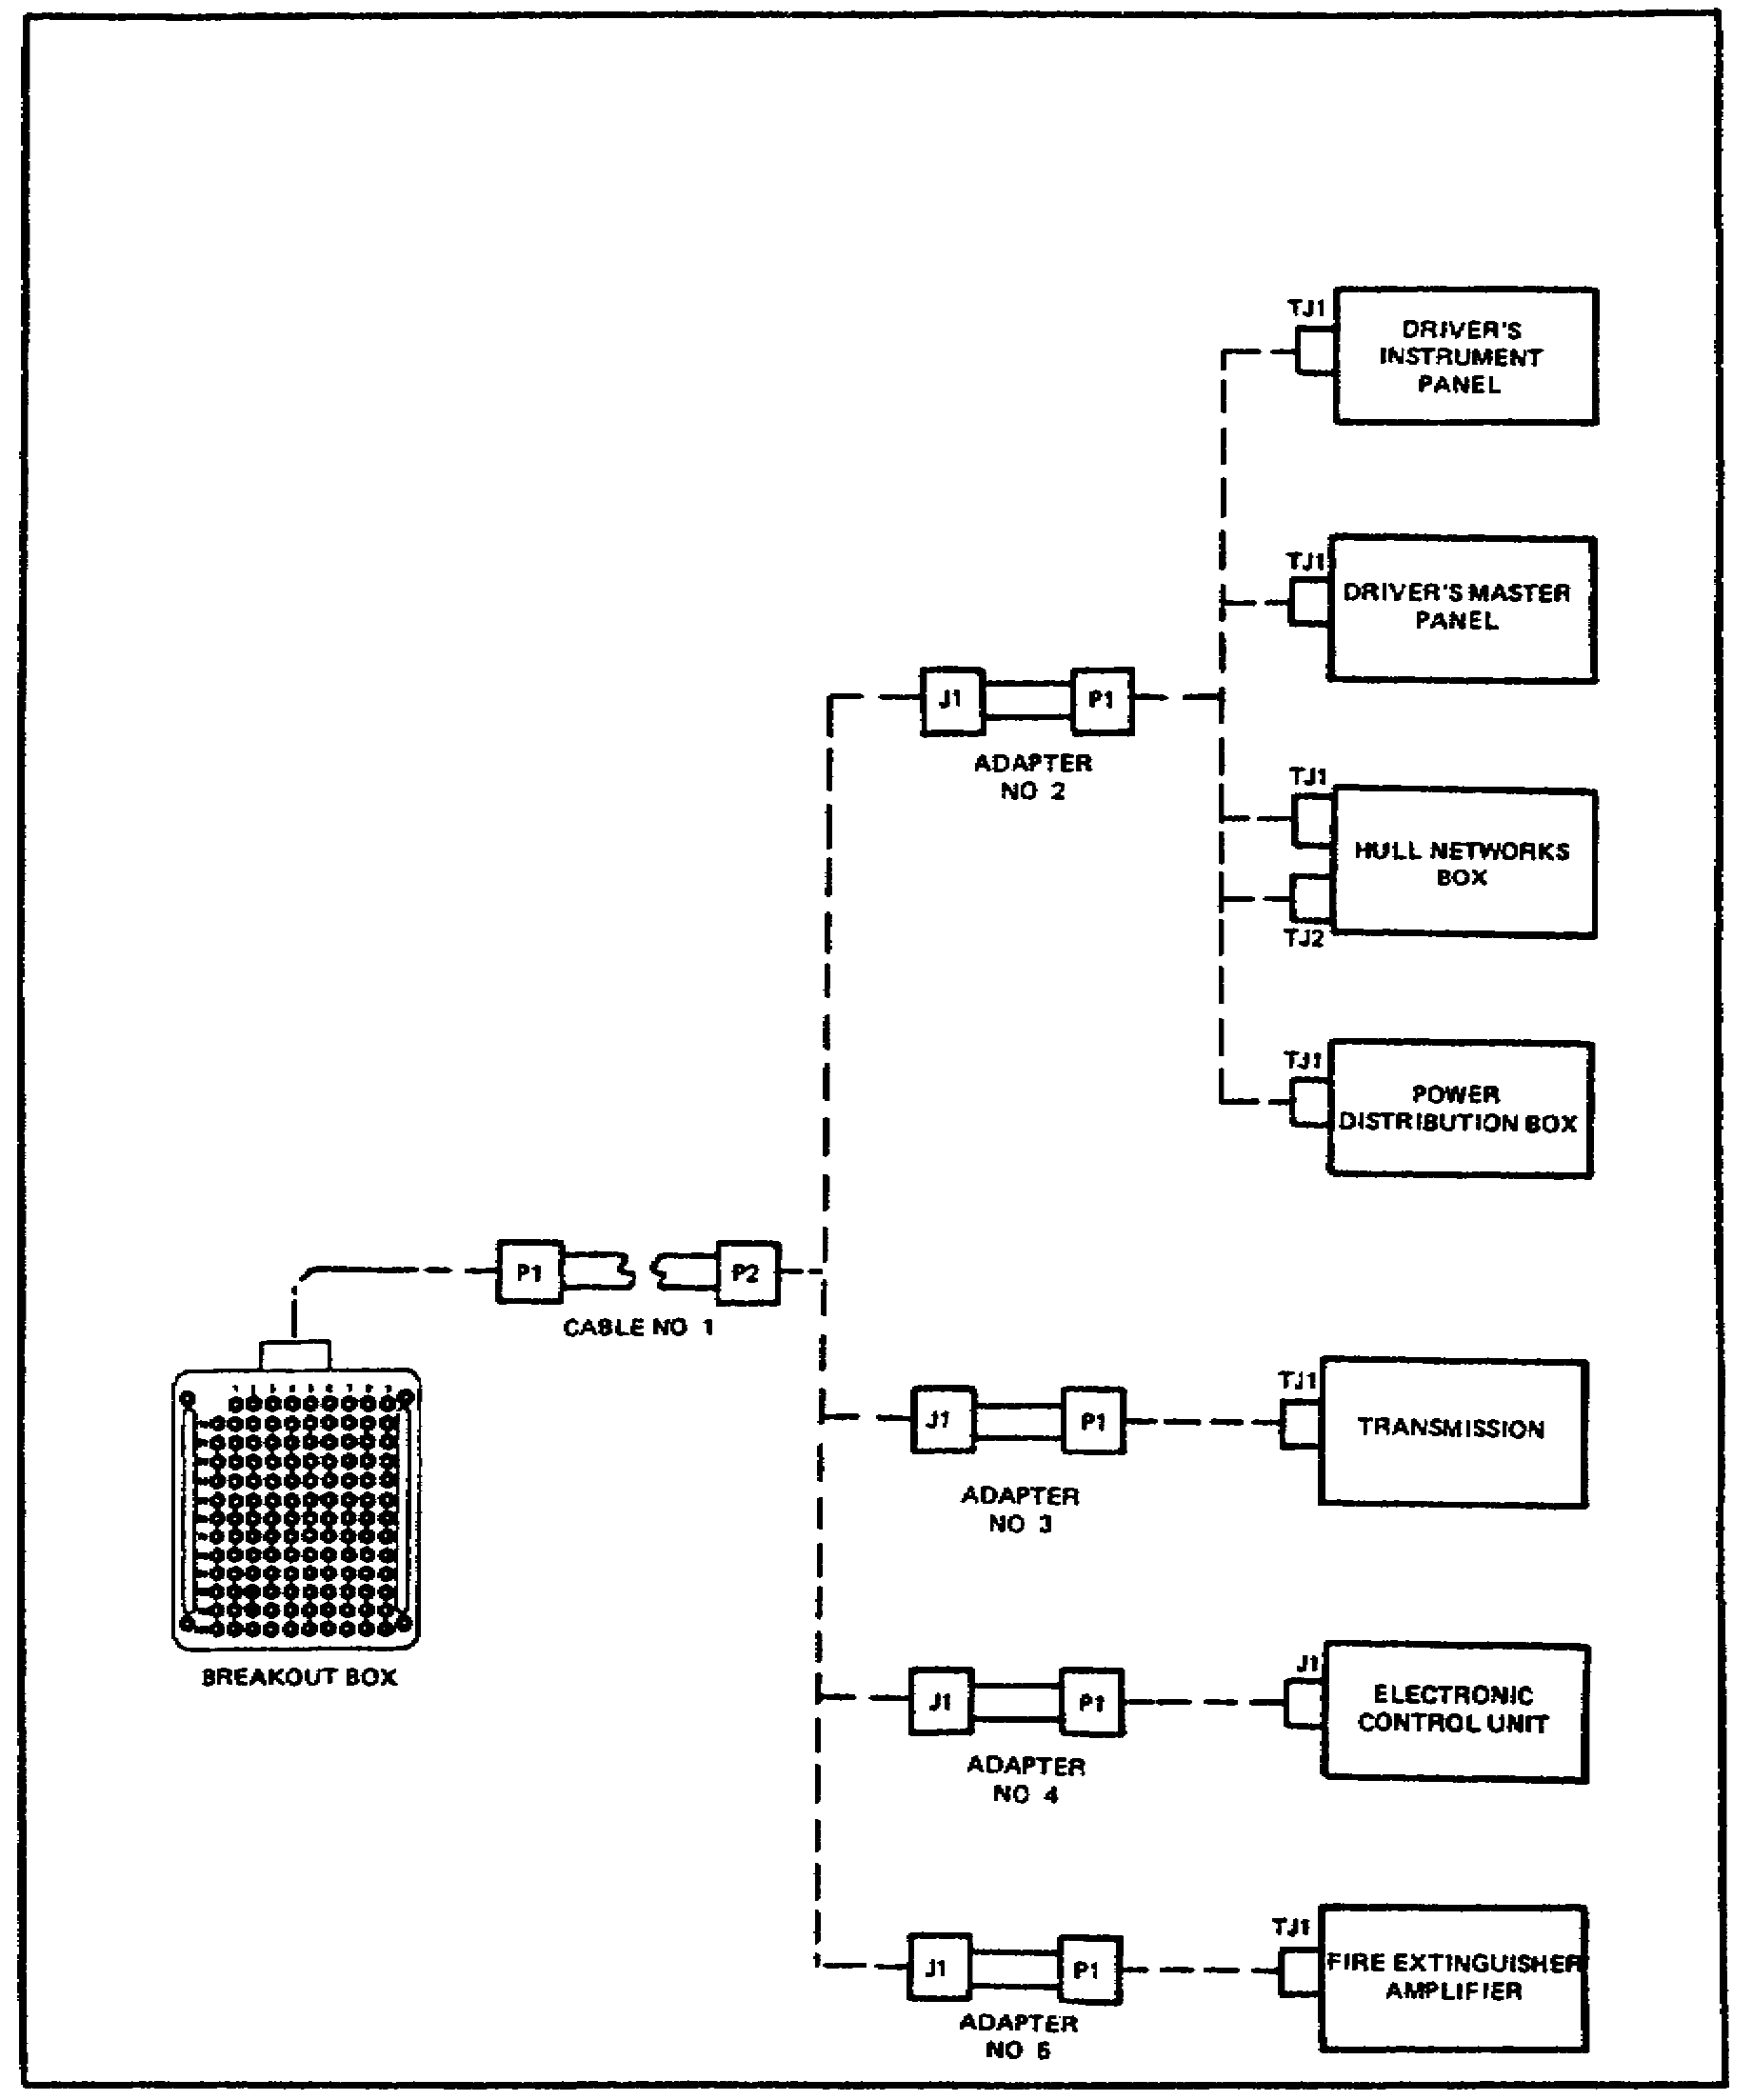 TJ1
DRIVER'S
INSTRUMENT
PANEL
TJ1
DRIVER'S MASTER
PANEL
J1
P1
ADAPTER
NO 2
TJ1
HULL NETWORKS
BOX
TJ2
TJ1
POWER
DISTRIBUTION BOX
P1
P2
CABLE NO 1
BREAKOUT BOX
J1
P1
ADAPTER
NO 3
TJ1
TRANSMISSION
J1
P1
ADAPTER
NO 4
J1
ELECTRONIC
CONTROL UNIT
J1
P1
ADAPTER
NO 5
TJ1
FIRE EXTINGUISHER
AMPLIFIER